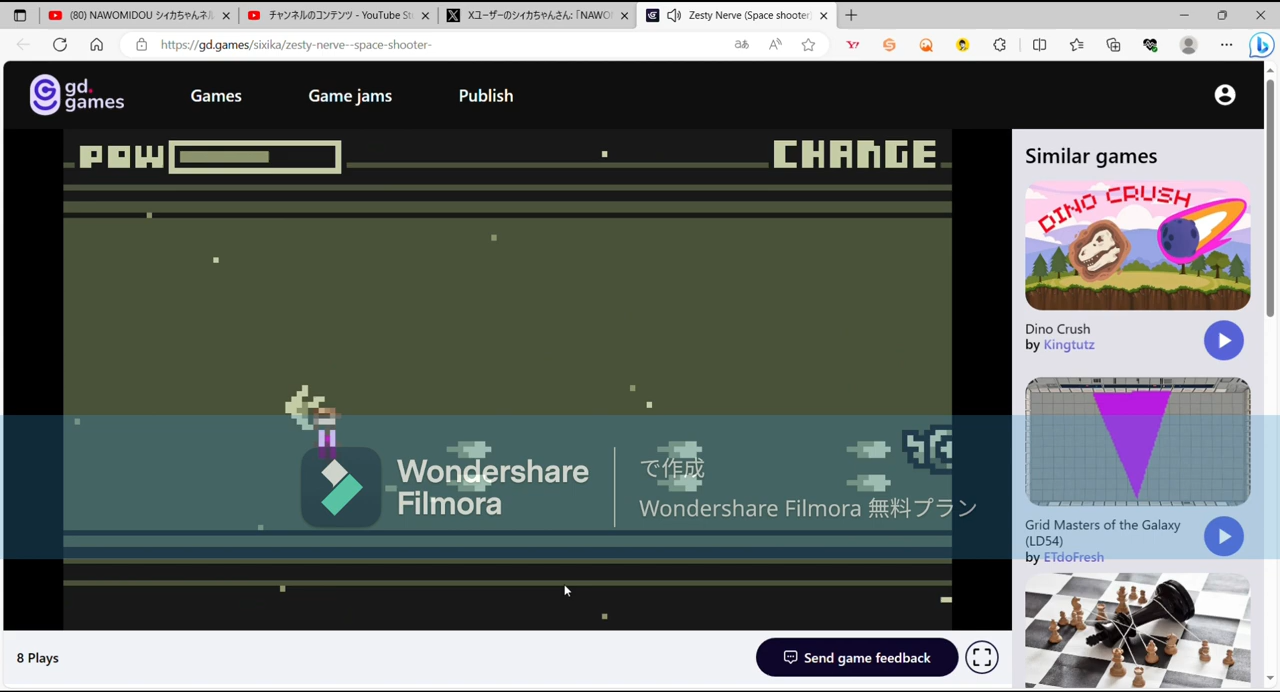 (80) NAWOMIDOU シィカちゃんネル
チャンネルのコンテンツ - YouTube St
Xユーザーのシィカちゃんさん:「NAWO
Zesty Nerve (Space shooter)
https://gd.games/sixika/zesty-nerve--space-shooter-
gd.
games
Games
Game jams
Publish
POW
CHANGE
Similar games
DINO CRUSH
Dino Crush
by Kingtutz
Wondershare
Filmora
で作成
Wondershare Filmora 無料プラン
Grid Masters of the Galaxy
(LD54)
by ETdoFresh
8 Plays
Send game feedback